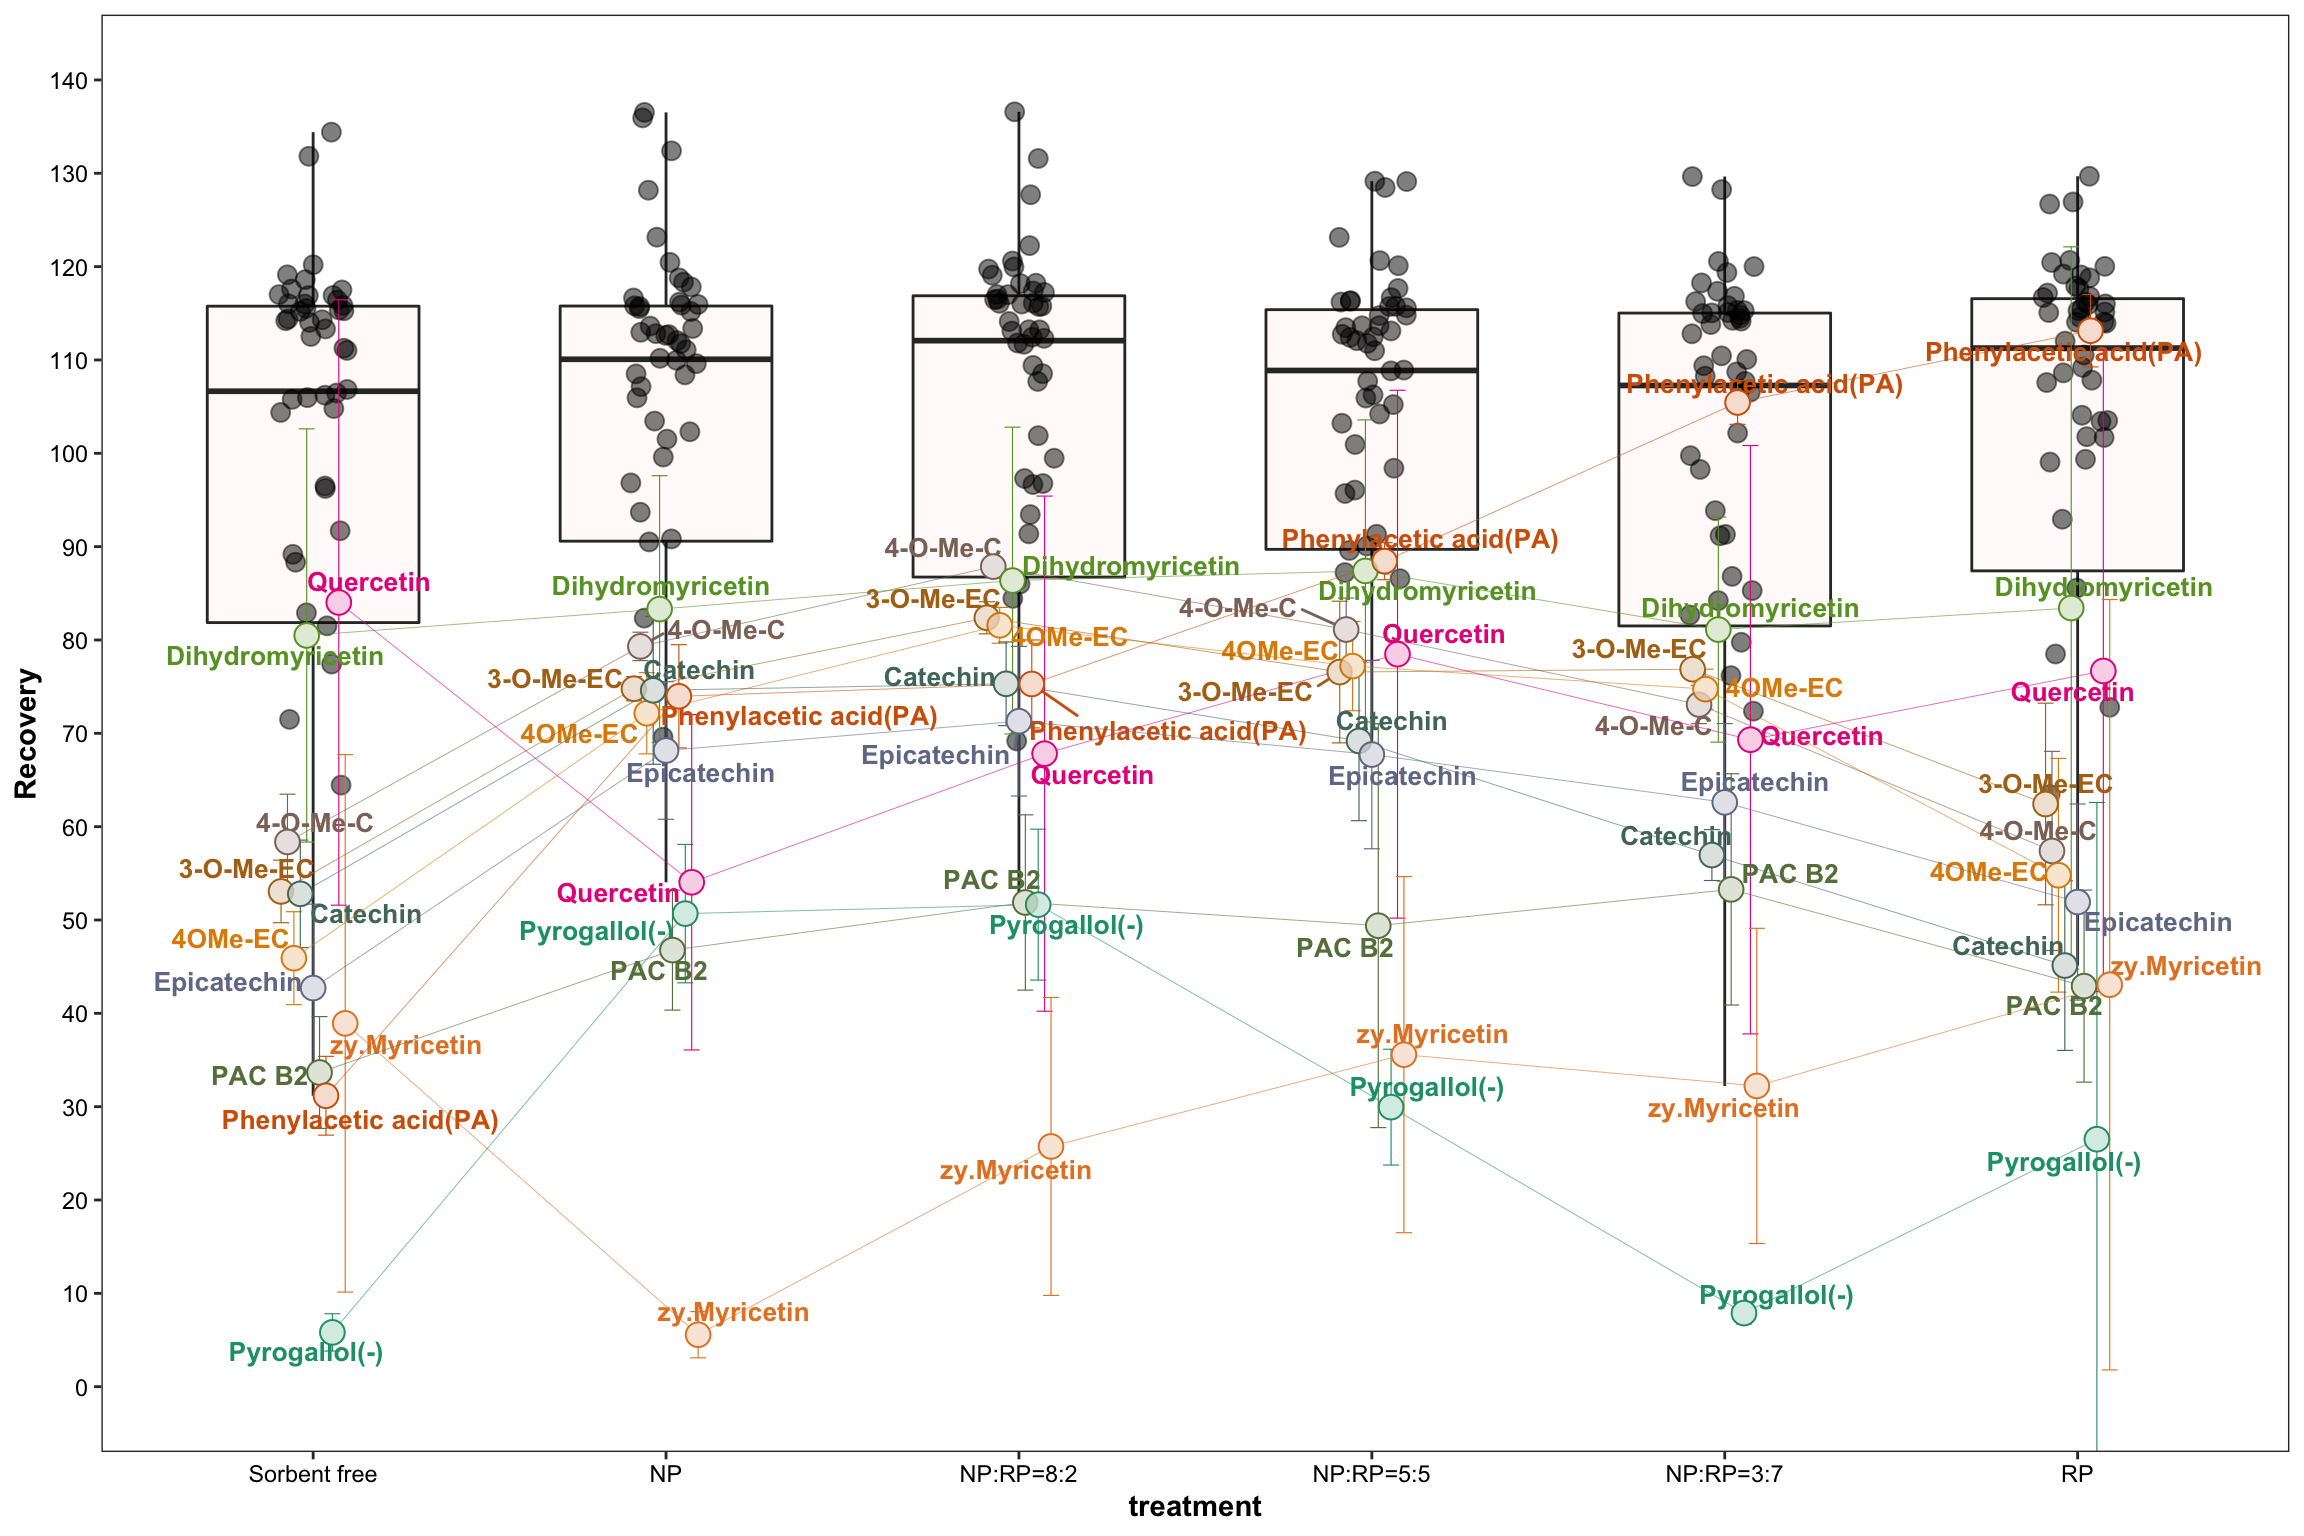 140
130
120
110
100
90
80
70
60
50
40
30
20
10
0
Recovery
Quercetin
Dihydromyricetin
4-O-Me-C
3-O-Me-EC
Catechin
4OMe-EC
Epicatechin
zy.Myricetin
PAC B2
Phenylacetic acid(PA)
Pyrogallol(-)
Dihydromyricetin
4-O-Me-C
Catechin
3-O-Me-EC
Phenylacetic acid(PA)
4OMe-EC
Epicatechin
Quercetin
Pyrogallol(-)
PAC B2
zy.Myricetin
4-O-Me-C
Dihydromyricetin
3-O-Me-EC
4OMe-EC
Catechin
Phenylacetic acid(PA)
Epicatechin
Quercetin
PAC B2
Pyrogallol(-)
zy.Myricetin
Phenylacetic acid(PA)
Dihydromyricetin
4-O-Me-C
Quercetin
4OMe-EC
3-O-Me-EC
Catechin
Epicatechin
PAC B2
zy.Myricetin
Pyrogallol(-)
Phenylacetic acid(PA)
Dihydromyricetin
3-O-Me-EC
4OMe-EC
4-O-Me-C
Quercetin
Epicatechin
Catechin
PAC B2
zy.Myricetin
Pyrogallol(-)
Phenylacetic acid(PA)
Dihydromyricetin
Quercetin
3-O-Me-EC
4-O-Me-C
4OMe-EC
Epicatechin
Catechin
zy.Myricetin
PAC B2
Pyrogallol(-)
Sorbent free
NP
NP:RP=8:2
NP:RP=5:5
NP:RP=3:7
RP
treatment